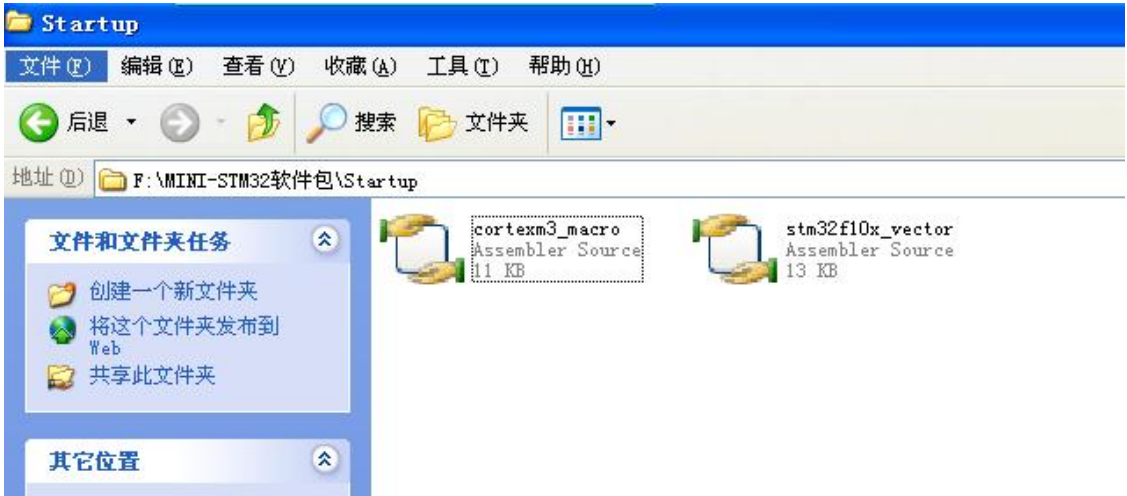 Startup
文件(F) 编辑(E) 查看(V) 收藏(A) 工具(T) 帮助(H)
后退 搜索 文件夹
地址(D) F:\MINI-STM32软件包\Startup
文件和文件夹任务
创建一个新文件夹
将这个文件夹发布到
Web
共享此文件夹
其它位置
cortexm3_macro
Assembler Source
11 KB
stm32f10x_vector
Assembler Source
13 KB